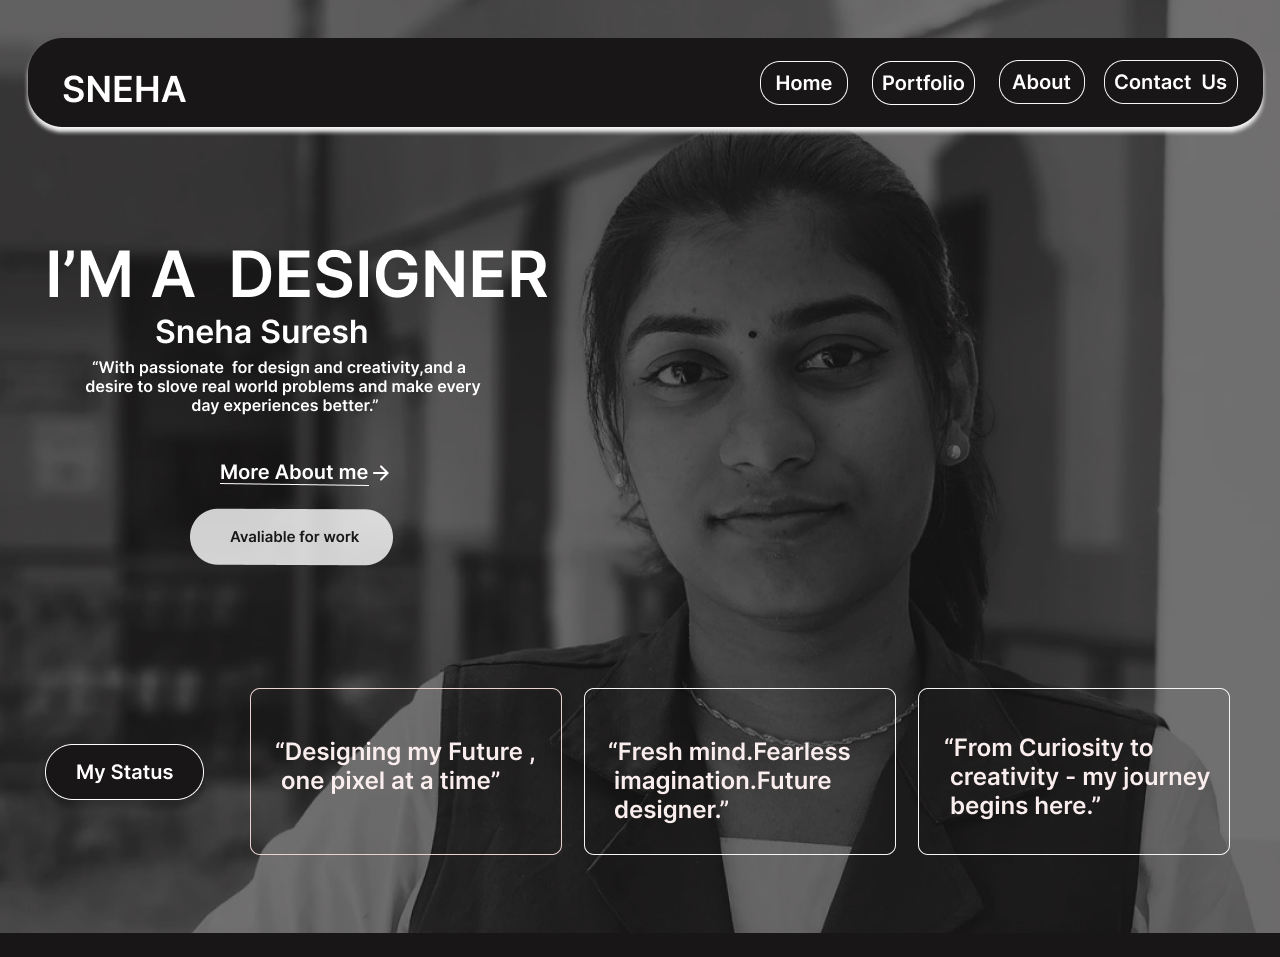 SNEHA
Home
Portfolio
About
Contact Us
I’M A DESIGNER
Sneha Suresh
“With passionate for design and creativity,and a
desire to slove real world problems and make every
day experiences better.”
More About me→
Avaliable for work
My Status
“Designing my Future ,
one pixel at a time”
“Fresh mind.Fearless
imagination.Future
designer.”
“From Curiosity to
creativity - my journey
begins here.”